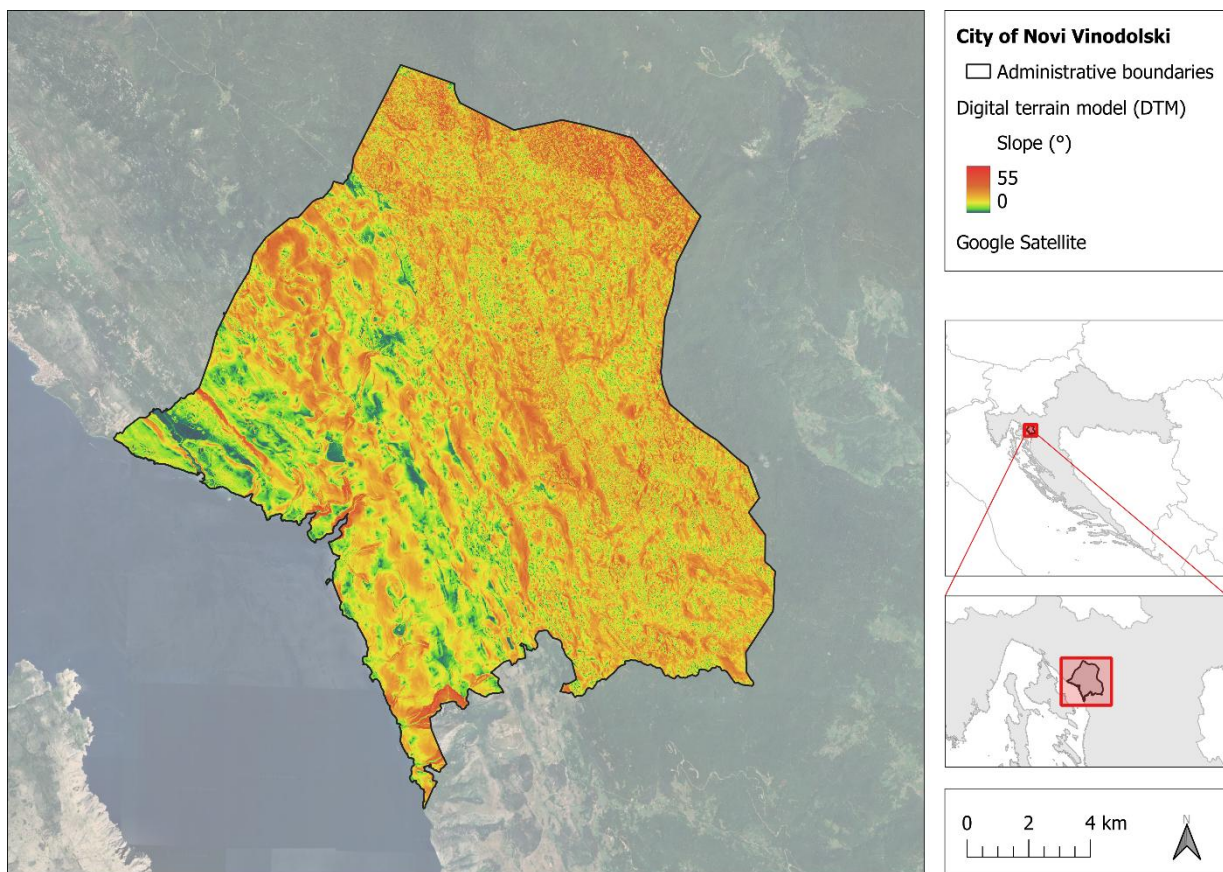 City of Novi Vinodolski
Administrative boundaries
Digital terrain model (DTM)
Slope (°)
55
0
Google Satellite
0 2 4 km
N